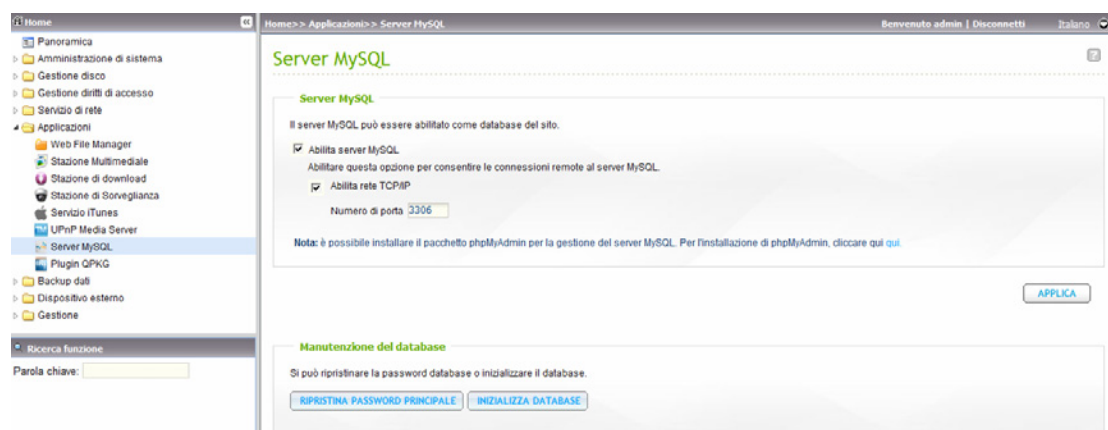 Home
Home>> Applicazioni>> Server MySQL
Benvenuto admin | Disconnetti
Italiano
Panoramica
Amministrazione di sistema
Gestione disco
Gestione diritti di accesso
Servizio di rete
Applicazioni
Web File Manager
Stazione Multimediale
Stazione di download
Stazione di Sorveglianza
Servizio iTunes
UPnP Media Server
Server MySQL
Plugin QPKG
Backup dati
Dispositivo esterno
Gestione
Ricerca funzione
Parola chiave:
Server MySQL
Server MySQL
Il server MySQL può essere abilitato come database del sito.
Abilita server MySQL
Abilitare questa opzione per consentire le connessioni remote al server MySQL.
Abilita rete TCP/IP
Numero di porta 3306
Nota: è possibile installare il pacchetto phpMyAdmin per la gestione del server MySQL. Per l'installazione di phpMyAdmin, cliccare qui qui.
APPLICA
Manutenzione del database
Si può ripristinare la password database o inizializzare il database.
RIPRISTINA PASSWORD PRINCIPALE
INIZIALIZZA DATABASE